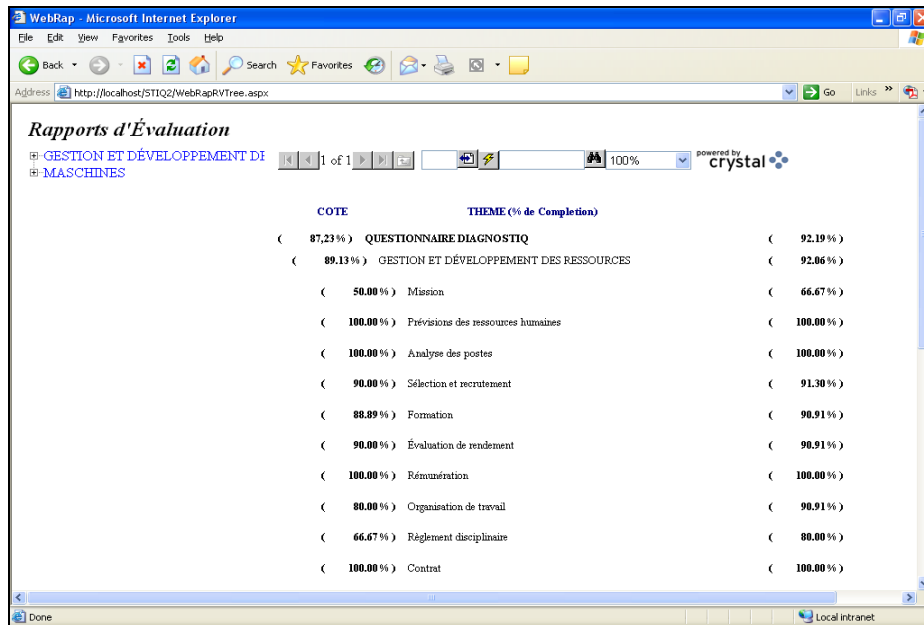 WebRap - Microsoft Internet Explorer
File Edit View Favorites Tools Help
Back Search Favorites
Address http://localhost/STIQ2/WebRapRVTree.aspx Go Links »
Rapports d'Évaluation
GESTION ET DÉVELOPPEMENT DE
MASCHINES
1 of 1 100% powered by crystal
COTE THEME (% de Completion)
( 87,23 % ) QUESTIONNAIRE DIAGNOSTIQ ( 92.19 % )
( 89.13 % ) GESTION ET DÉVELOPPEMENT DES RESSOURCES ( 92.06 % )
( 50.00 % ) Mission ( 66.67 % )
( 100.00 % ) Prévisions des ressources humaines ( 100.00 % )
( 100.00 % ) Analyse des postes ( 100.00 % )
( 90.00 % ) Sélection et recrutement ( 91.30 % )
( 88.89 % ) Formation ( 90.91 % )
( 90.00 % ) Évaluation de rendement ( 90.91 % )
( 100.00 % ) Rémunération ( 100.00 % )
( 80.00 % ) Organisation de travail ( 90.91 % )
( 66.67 % ) Règlement disciplinaire ( 80.00 % )
( 100.00 % ) Contrat ( 100.00 % )
Done Local intranet